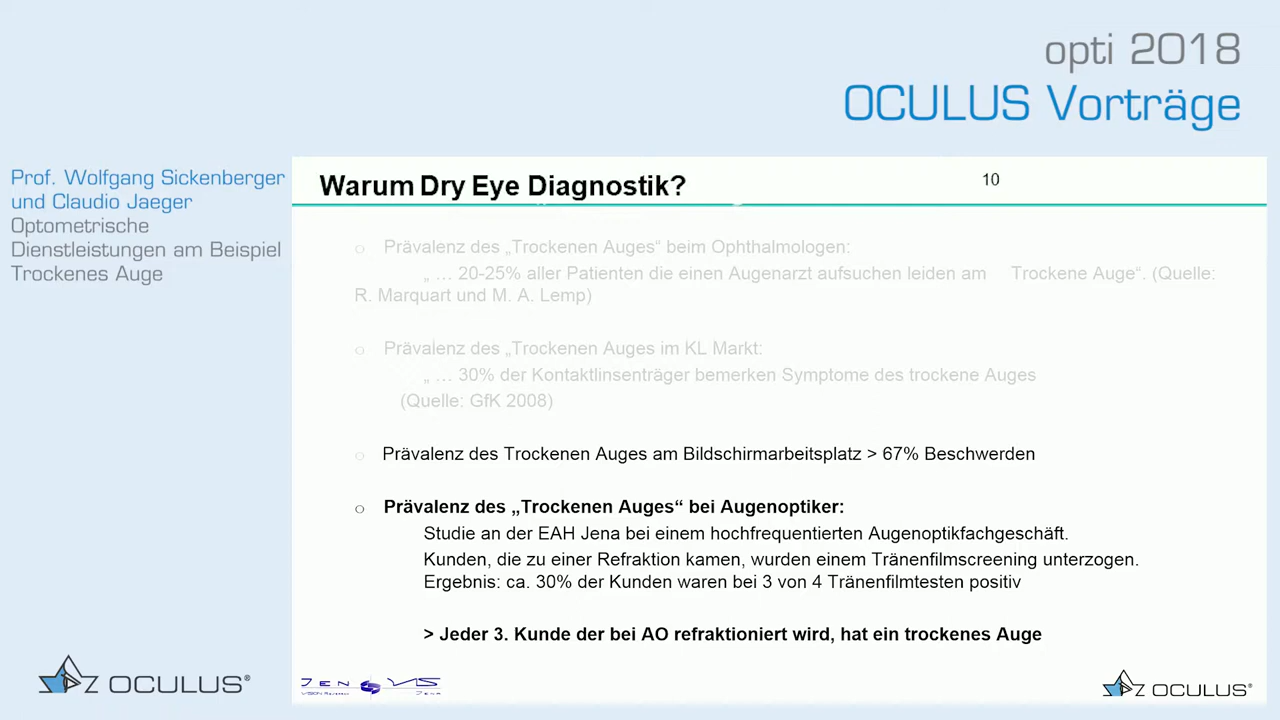 opti 2018
OCULUS Vorträge
Prof. Wolfgang Sickenberger
und Claudio Jaeger
Optometrische
Dienstleistungen am Beispiel
Trockenes Auge
Warum Dry Eye Diagnostik?
10
o Prävalenz des „Trockenen Auges“ beim Ophthalmologen:
„ … 20-25% aller Patienten die einen Augenarzt aufsuchen leiden am Trockene Auge“. (Quelle:
R. Marquart und M. A. Lemp)
o Prävalenz des „Trockenen Auges im KL Markt:
„ … 30% der Kontaktlinsenträger bemerken Symptome des trockene Auges
(Quelle: GfK 2008)
o Prävalenz des Trockenen Auges am Bildschirmarbeitsplatz > 67% Beschwerden
o Prävalenz des „Trockenen Auges“ bei Augenoptiker:
Studie an der EAH Jena bei einem hochfrequentierten Augenoptikfachgeschäft.
Kunden, die zu einer Refraktion kamen, wurden einem Tränenfilmscreening unterzogen.
Ergebnis: ca. 30% der Kunden waren bei 3 von 4 Tränenfilmtesten positiv
> Jeder 3. Kunde der bei AO refraktioniert wird, hat ein trockenes Auge
OCULUS®
JENVIS
OCULUS®